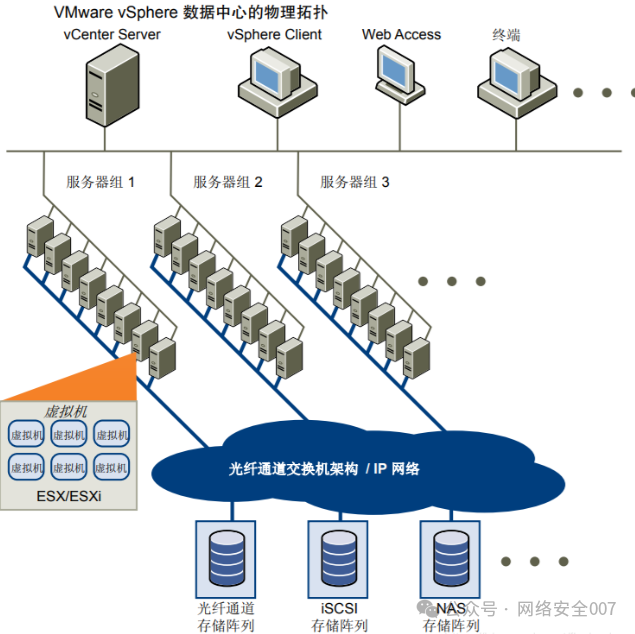 VMware vSphere 数据中心的物理拓扑
vCenter Server
vSphere Client
Web Access
终端
服务器组 1
服务器组 2
服务器组 3
虚拟机
虚拟机 虚拟机 虚拟机
虚拟机 虚拟机 虚拟机
ESX/ESXi
光纤通道交换机架构 / IP 网络
光纤通道
存储阵列
iSCSI
存储阵列
NAS
存储阵列
公众号 · 网络安全007